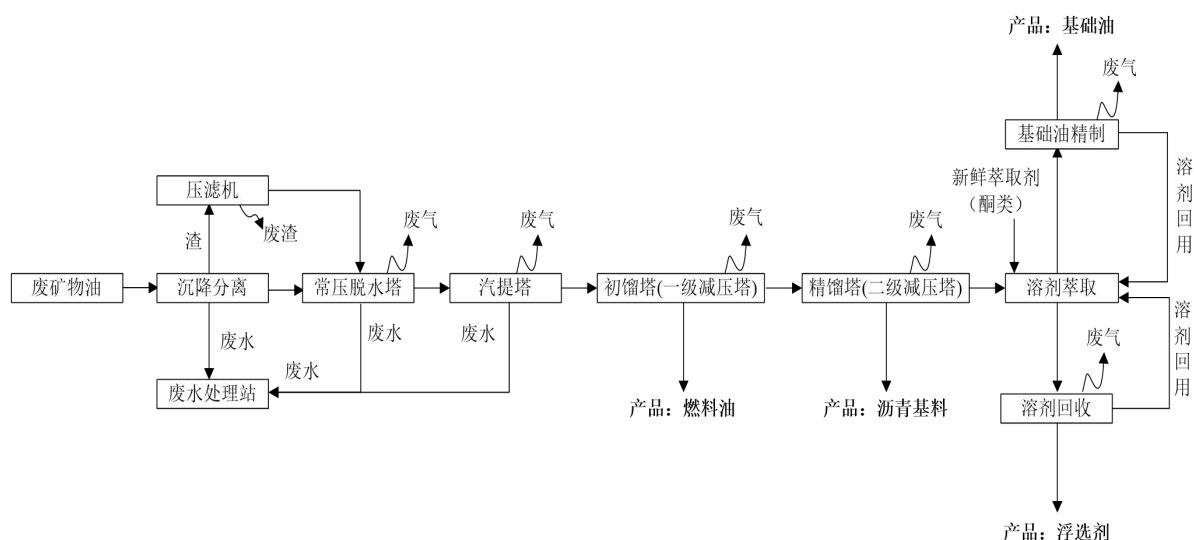 产品：基础油
废气
基础油精制
溶剂回用
新鲜萃取剂
（酮类）
压滤机
废渣
渣
废气
废气
废气
废气
废矿物油
沉降分离
常压脱水塔
汽提塔
初馏塔(一级减压塔)
精馏塔(二级减压塔)
溶剂萃取
溶剂回用
废水
废水
废水
废水
废气
废水处理站
产品：燃料油
产品：沥青基料
溶剂回收
产品：浮选剂